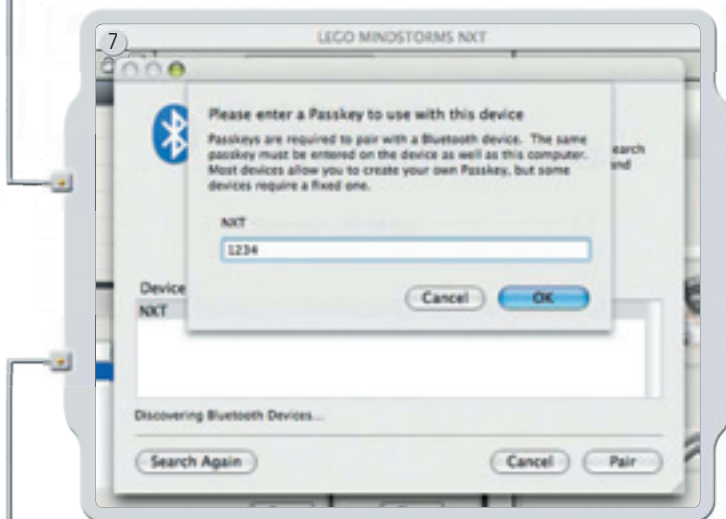 7
LEGO MINDSTORMS NXT
Please enter a Passkey to use with this device
Passkeys are required to pair with a Bluetooth device. The same
passkey must be entered on the device as well as this computer.
Most devices allow you to create your own Passkey, but some
devices require a fixed one.
earch
and
NXT
1234
Cancel OK
Device
NXT
Discovering Bluetooth Devices...
Search Again Cancel Pair